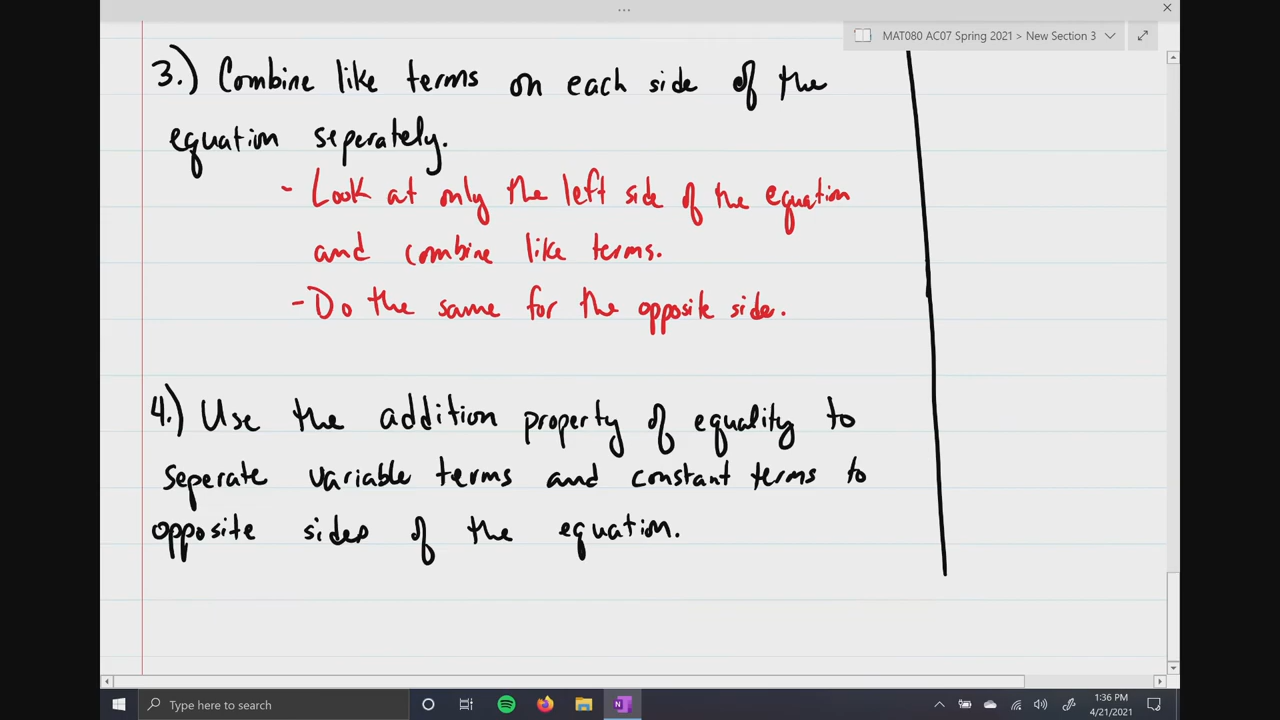 ...
MAT080 AC07 Spring 2021 > New Section 3
3.) Combine like terms on each side of the
equation seperately.
- Look at only the left side of the equation
and combine like terms.
- Do the same for the opposite side.
4.) Use the addition property of equality to
seperate variable terms and constant terms to
opposite sides of the equation.
Type here to search
1:36 PM
4/21/2021